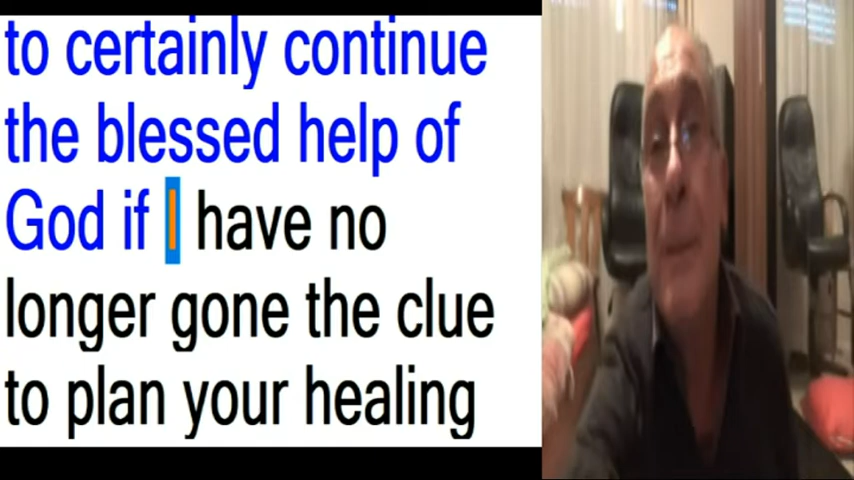 to certainly continue
the blessed help of
God if I have no
longer gone the clue
to plan your healing